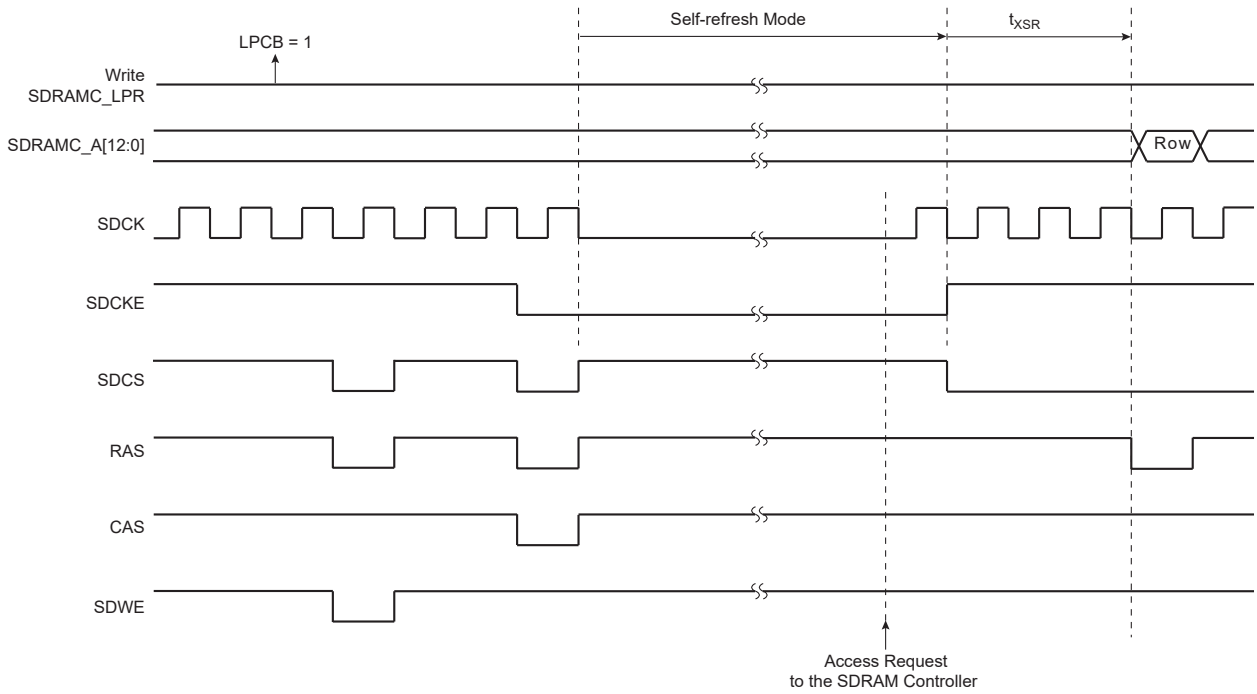 Self-refresh Mode
tXSR
LPCB = 1
Write
SDRAMC_LPR
SDRAMC_A[12:0]
Row
SDCK
SDCKE
SDCS
RAS
CAS
SDWE
Access Request
to the SDRAM Controller